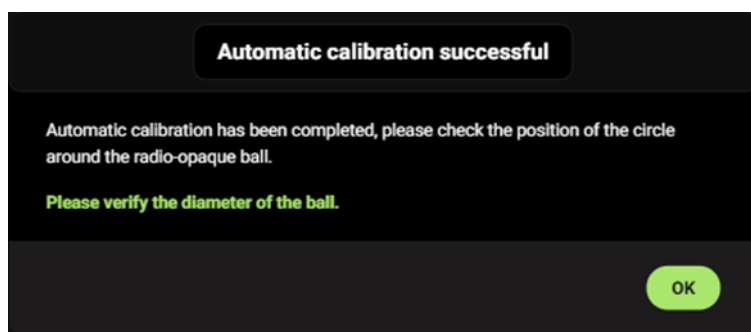 Automatic calibration successful
Automatic calibration has been completed, please check the position of the circle
around the radio-opaque ball.
Please verify the diameter of the ball.
OK